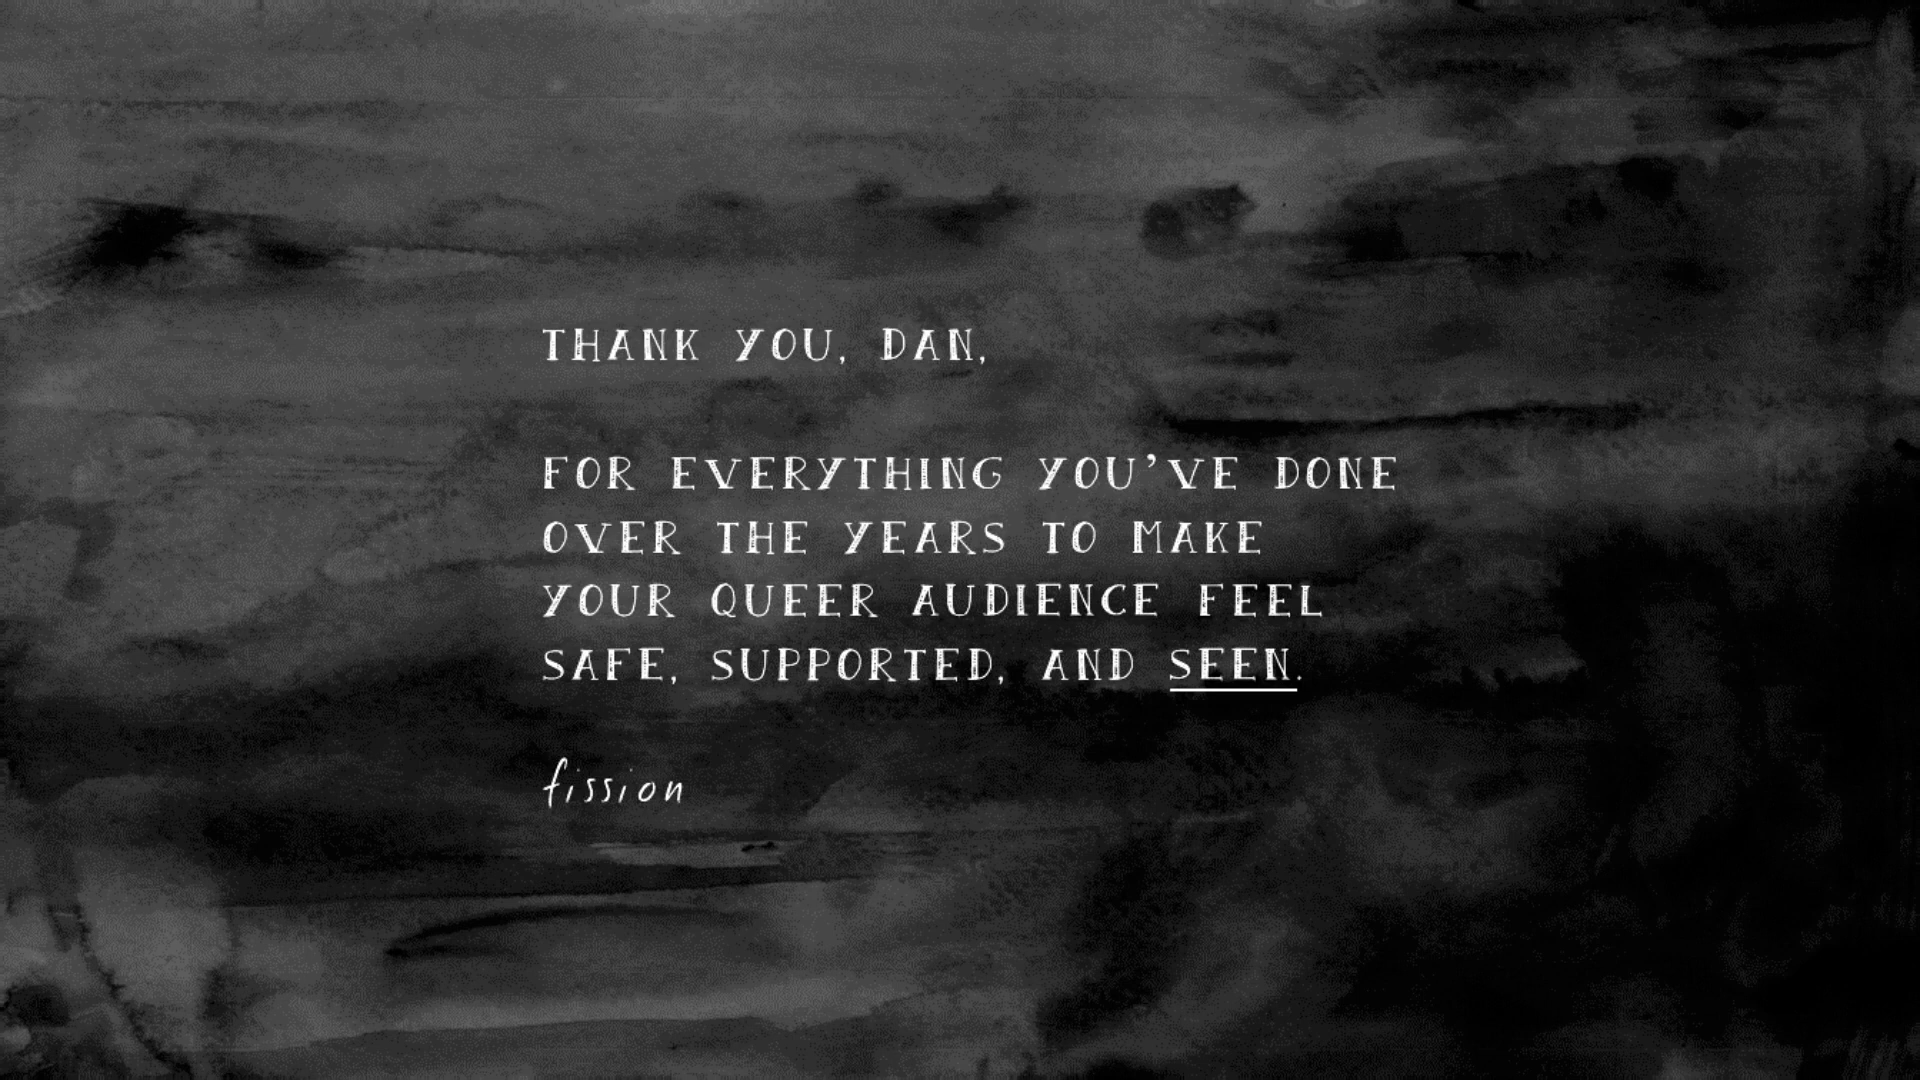 THANK YOU, DAN,
FOR EVERYTHING YOU'VE DONE
OVER THE YEARS TO MAKE
YOUR QUEER AUDIENCE FEEL
SAFE, SUPPORTED, AND SEEN.
fission